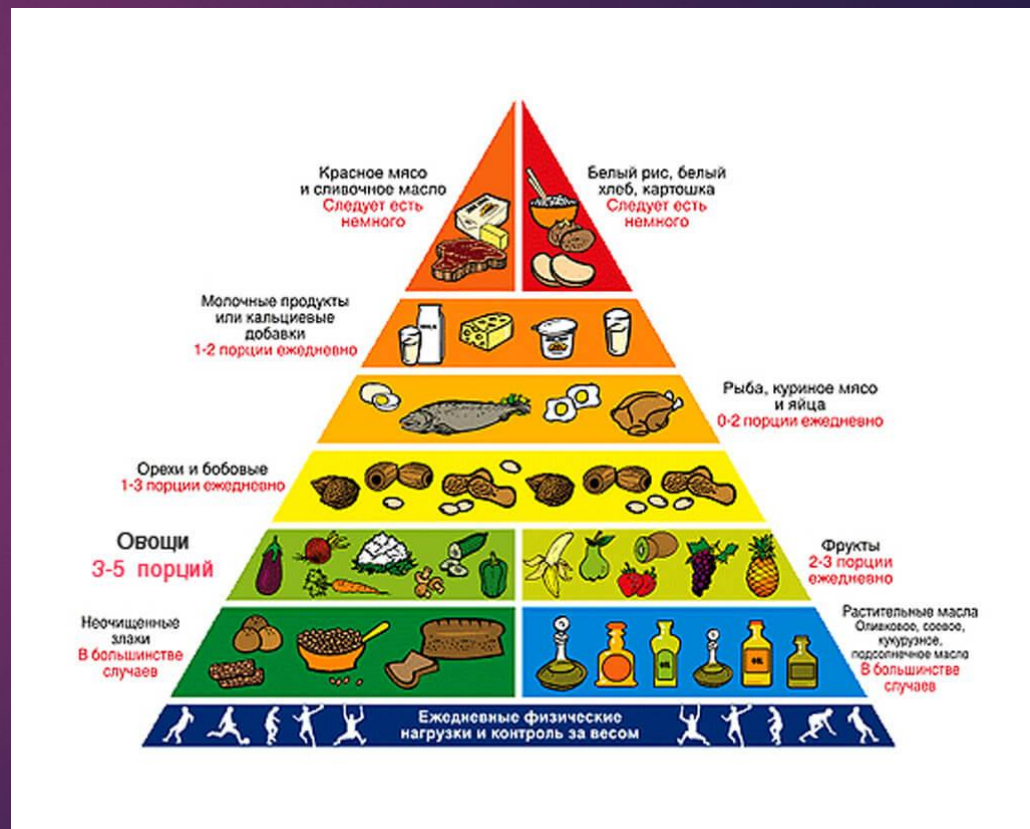 Красное мясо
и сливочное масло
Следует есть
немного
Белый рис, белый
хлеб, картошка
Следует есть
немного
Молочные продукты
или кальциевые
добавки
1-2 порции ежедневно
Рыба, куриное мясо
и яйца
0-2 порции ежедневно
Орехи и бобовые
1-3 порции ежедневно
Овощи
3-5 порций
Фрукты
2-3 порции
ежедневно
Неочищенные
злаки
В большинстве
случаев
Растительные масла
Оливковое, соевое,
кукурузное,
подсолнечное масло
В большинстве
случаев
Ежедневные физические
нагрузки и контроль за весом